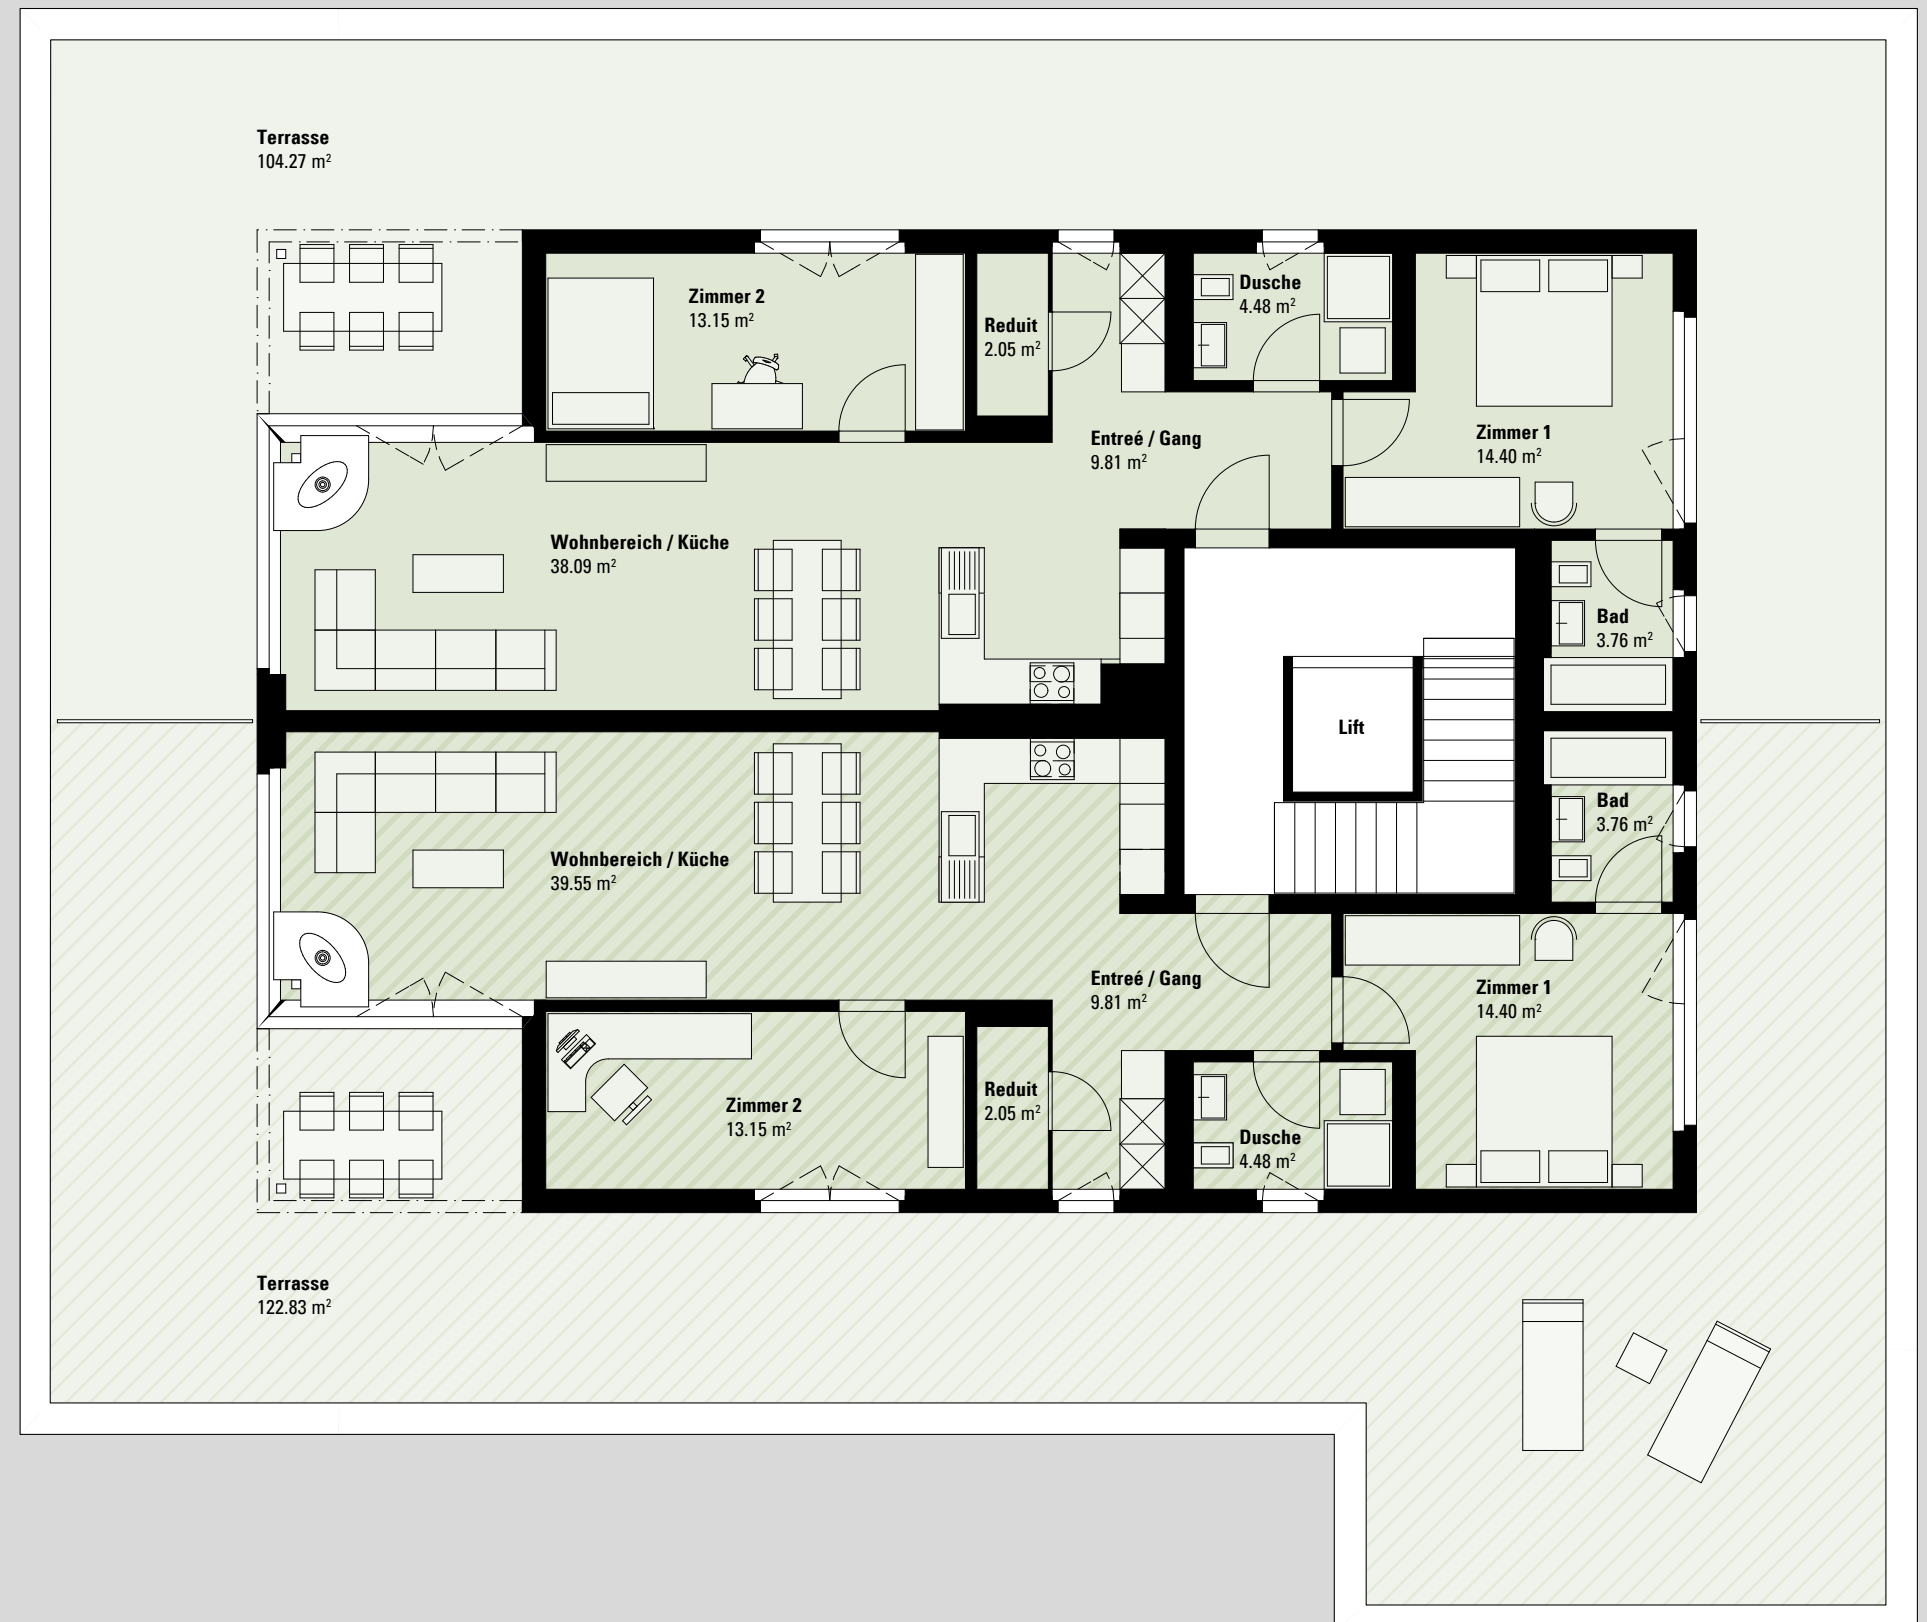 Terrasse
104.27 m²
Zimmer 2
13.15 m²
Reduit
2.05 m²
Dusche
4.48 m²
Entreé / Gang
9.81 m²
Zimmer 1
14.40 m²
Wohnbereich / Küche
38.09 m²
Bad
3.76 m²
Lift
Bad
3.76 m²
Wohnbereich / Küche
39.55 m²
Entreé / Gang
9.81 m²
Zimmer 1
14.40 m²
Zimmer 2
13.15 m²
Reduit
2.05 m²
Dusche
4.48 m²
Terrasse
122.83 m²